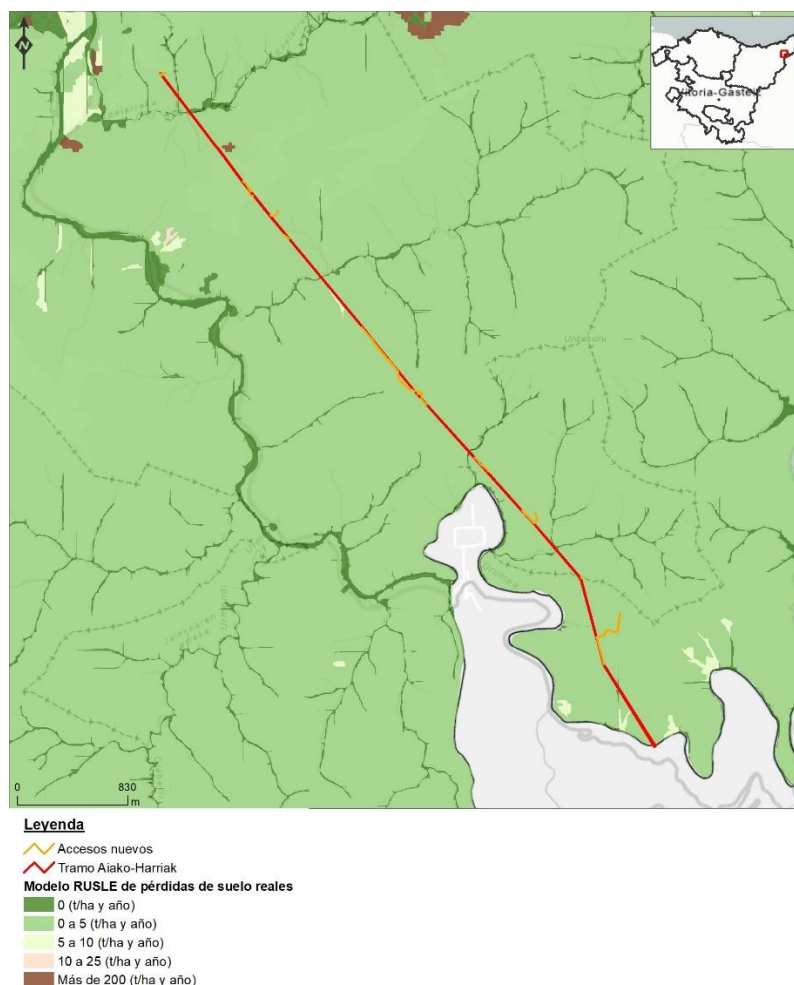 N
Vitoria-Gasteiz
Urdaburu
Urumea
0
830
m
Leyenda
Accesos nuevos
Tramo Aiako-Harriak
Modelo RUSLE de pérdidas de suelo reales
0 (t/ha y año)
0 a 5 (t/ha y año)
5 a 10 (t/ha y año)
10 a 25 (t/ha y año)
Más de 200 (t/ha y año)